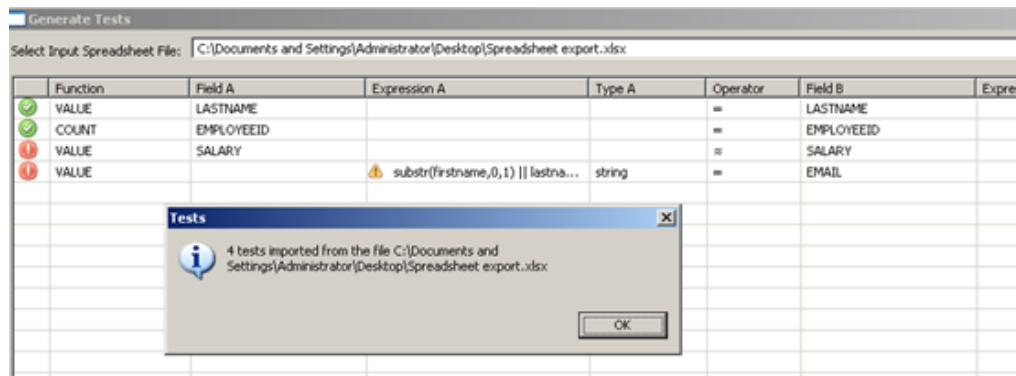 Generate Tests
Select Input Spreadsheet File: C:\Documents and Settings\Administrator\Desktop\Spreadsheet export.xlsx
Function Field A Expression A Type A Operator Field B Expre
VALUE LASTNAME = LASTNAME
COUNT EMPLOYEEID = EMPLOYEEID
VALUE SALARY ≈ SALARY
VALUE substr(firstname,0,1) || lastna... string = EMAIL
Tests
4 tests imported from the file C:\Documents and
Settings\Administrator\Desktop\Spreadsheet export.xlsx
OK